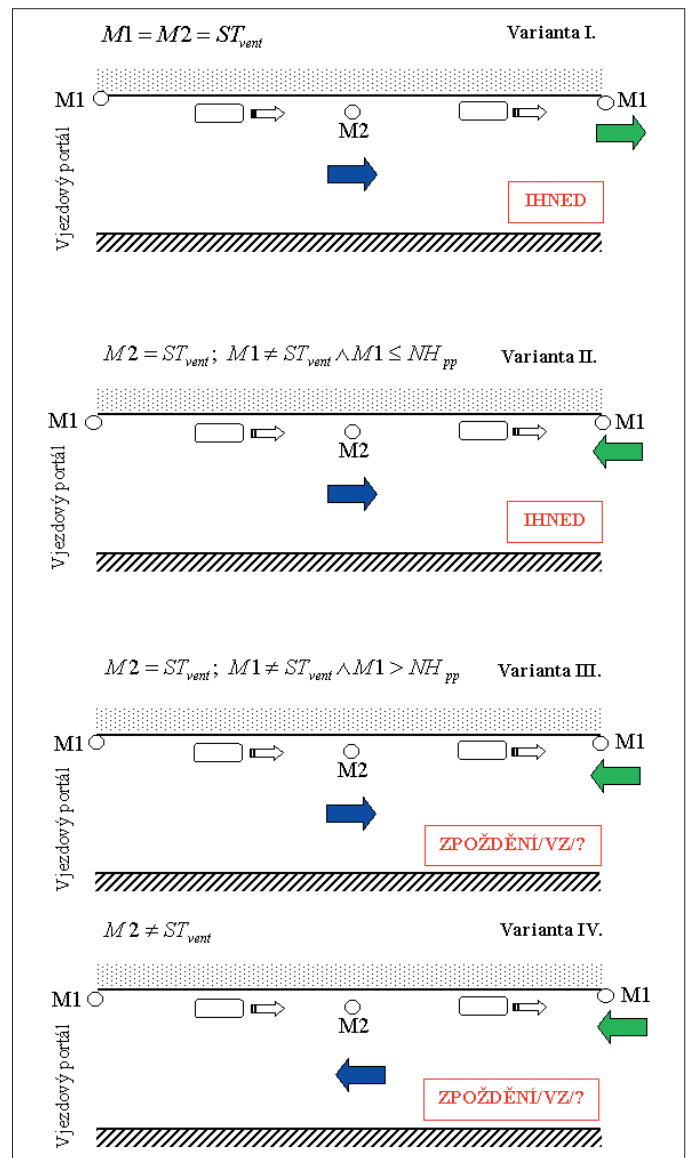 M1 = M2 = ST_vent Varianta I.
M1 M1
M2
Vjezdový portál
IHNED
M2 = ST_vent ; M1 ≠ ST_vent ∧ M1 ≤ NH_pp Varianta II.
M1 M1
M2
Vjezdový portál
IHNED
M2 = ST_vent ; M1 ≠ ST_vent ∧ M1 > NH_pp Varianta III.
M1 M1
M2
Vjezdový portál
ZPOŽDĚNÍ/VZ/?
M2 ≠ ST_vent Varianta IV.
M1 M1
M2
Vjezdový portál
ZPOŽDĚNÍ/VZ/?